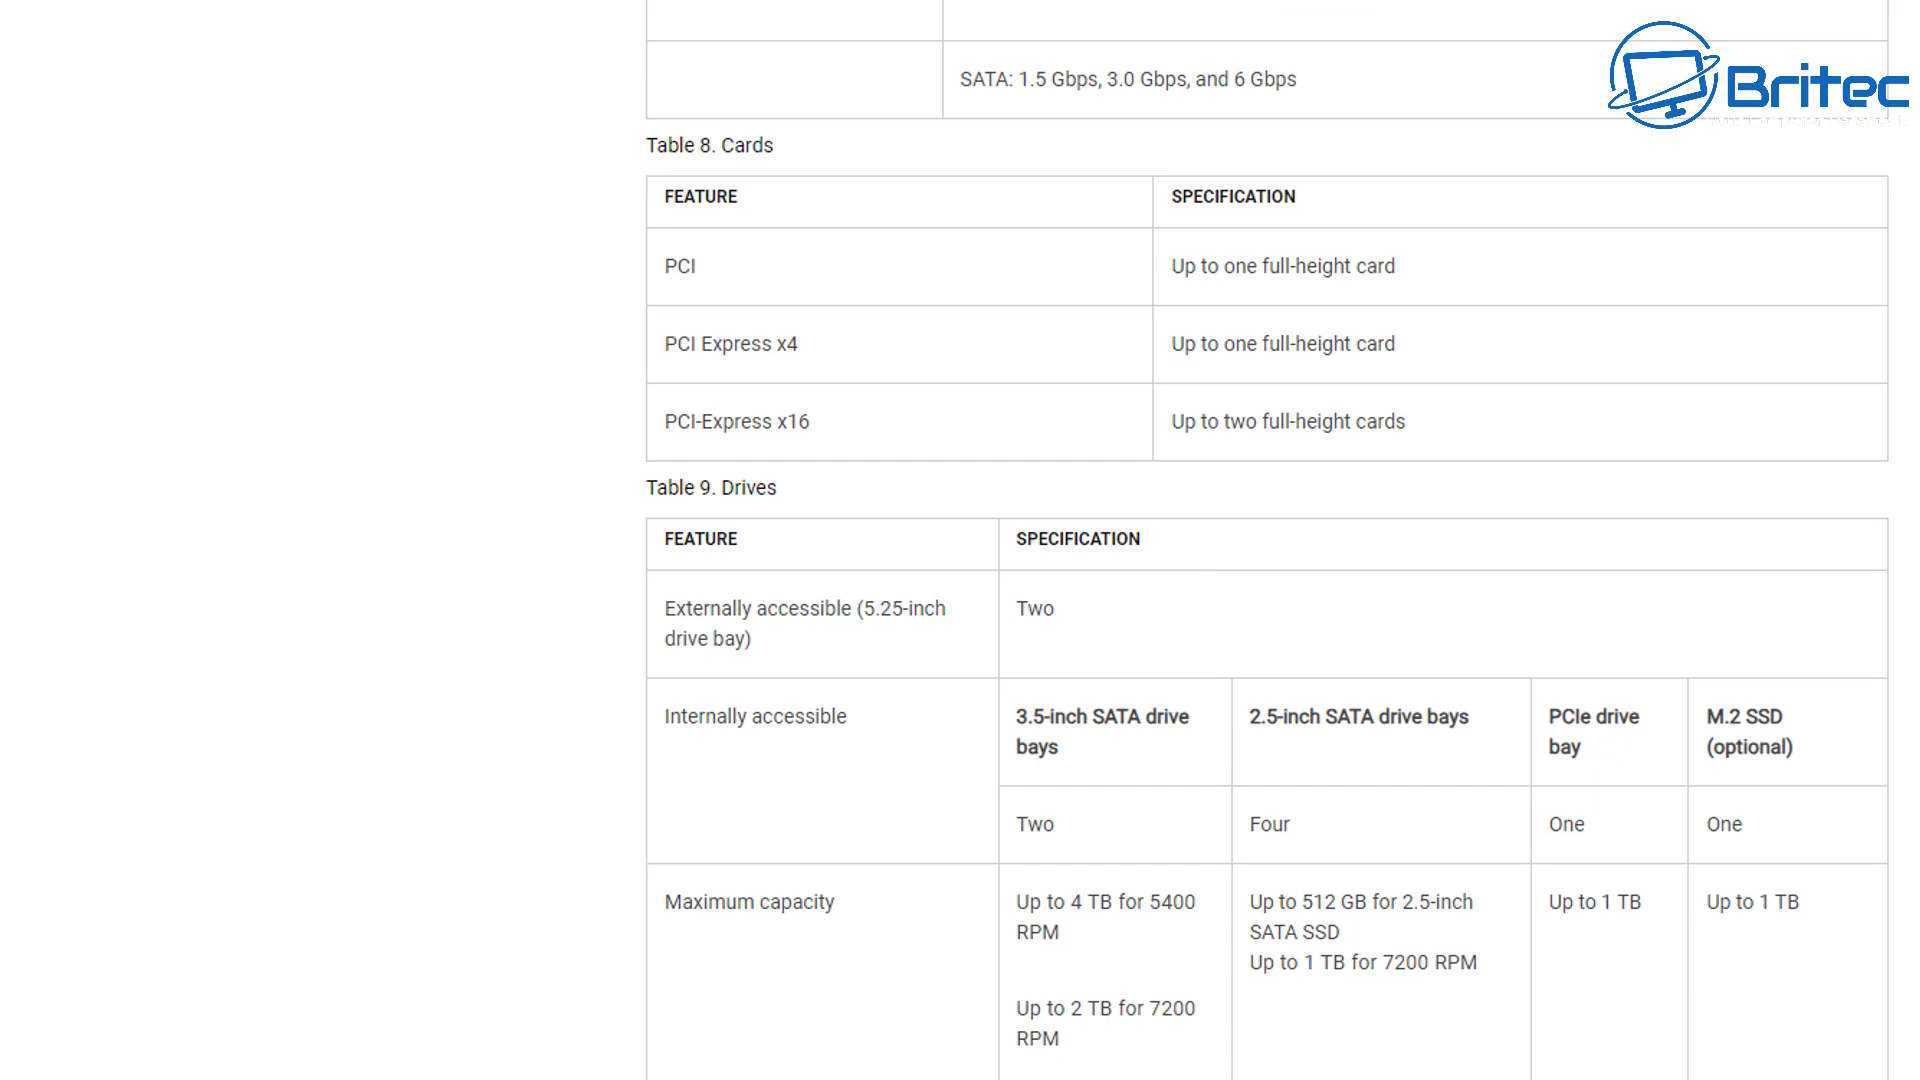 SATA: 1.5 Gbps, 3.0 Gbps, and 6 Gbps
Britec
Table 8. Cards
FEATURE SPECIFICATION
PCI Up to one full-height card
PCI Express x4 Up to one full-height card
PCI-Express x16 Up to two full-height cards
Table 9. Drives
FEATURE SPECIFICATION
Externally accessible (5.25-inch
drive bay)
Two
Internally accessible
3.5-inch SATA drive
bays
2.5-inch SATA drive bays
PCIe drive
bay
M.2 SSD
(optional)
Two Four One One
Maximum capacity
Up to 4 TB for 5400
RPM
Up to 2 TB for 7200
RPM
Up to 512 GB for 2.5-inch
SATA SSD
Up to 1 TB for 7200 RPM
Up to 1 TB
Up to 1 TB